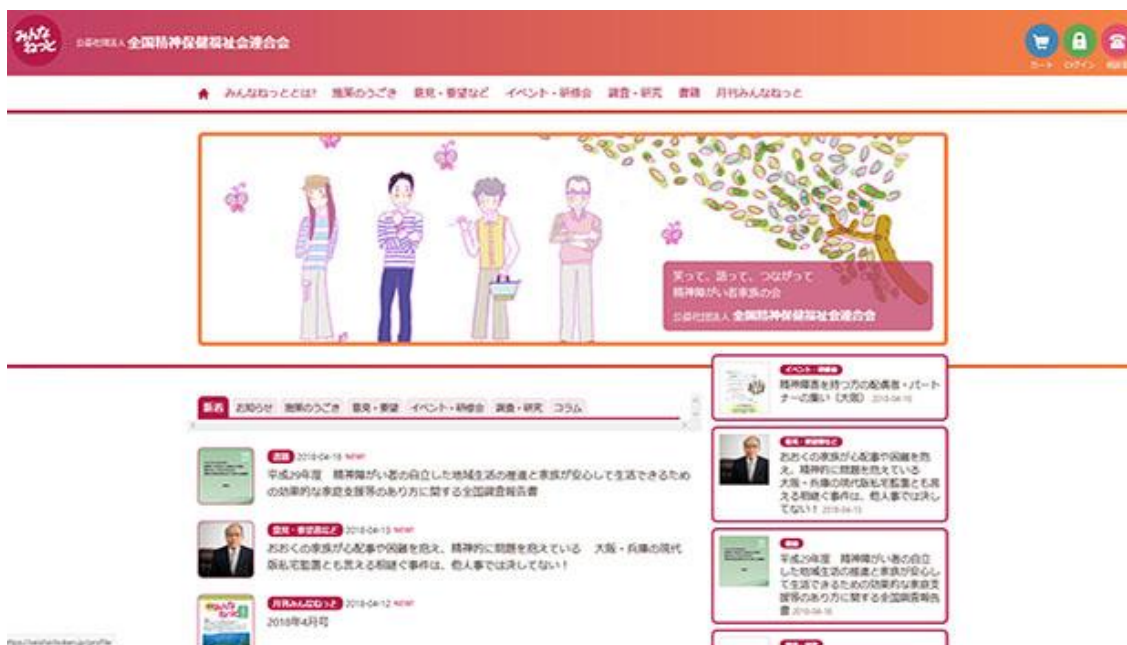 みんな
ねっと
公益社団法人 全国精神保健福祉会連合会
カート
ログイン
みんなねっととは?
施策のうごき
意見・要望など
イベント・研修会
調査・研究
書籍
月刊みんなねっと
笑って、語って、つながって
精神障がい者家族の会
公益社団法人 全国精神保健福祉会連合会
新着
お知らせ
施策のうごき
意見・要望
イベント・研修会
調査・研究
コラム
書籍 2018-04-16 NEW!
平成29年度 精神障がい者の自立した地域生活の推進と家族が安心して生活できるため
の効果的な家庭支援等のあり方に関する全国調査報告書
意見・要望書など 2018-04-13 NEW!
おおくの家族が心配事や困難を抱え、精神的に問題を抱えている 大阪・兵庫の現代
版私宅監置とも言える相継ぐ事件は、他人事では決してない!
月刊みんなねっと 2018-04-12 NEW!
2018年4月号
イベント・研修会
精神障害を持つ方の配偶者・パート
ナーの集い(大阪) 2018-04-16
意見・要望書など
おおくの家族が心配事や困難を抱
え、精神的に問題を抱えている
大阪・兵庫の現代版私宅監置とも言
える相継ぐ事件は、他人事では決し
てない! 2018-04-13
書籍
平成29年度 精神障がい者の自立
した地域生活の推進と家族が安心し
て生活できるための効果的な家庭支
援等のあり方に関する全国調査報告
書 2018-04-16